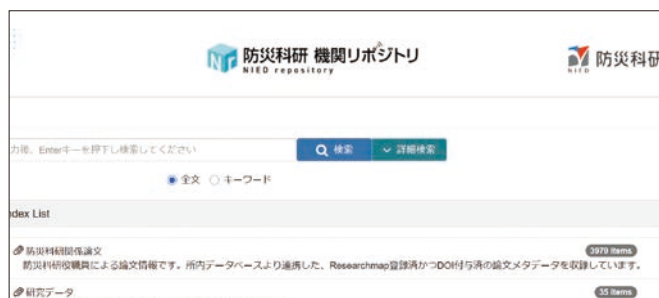 防災科研 機関リポジトリ
NIED repository
防災科研
NIED
力後、Enterキーを押下し検索してください
検索
詳細検索
全文
キーワード
ndex List
防災科研関係論文
3979 Items
防災科研役職員による論文情報です。所内データベースより連携した、Researchmap登録済かつDOI付与済の論文メタデータを収録しています。
研究データ
35 Items